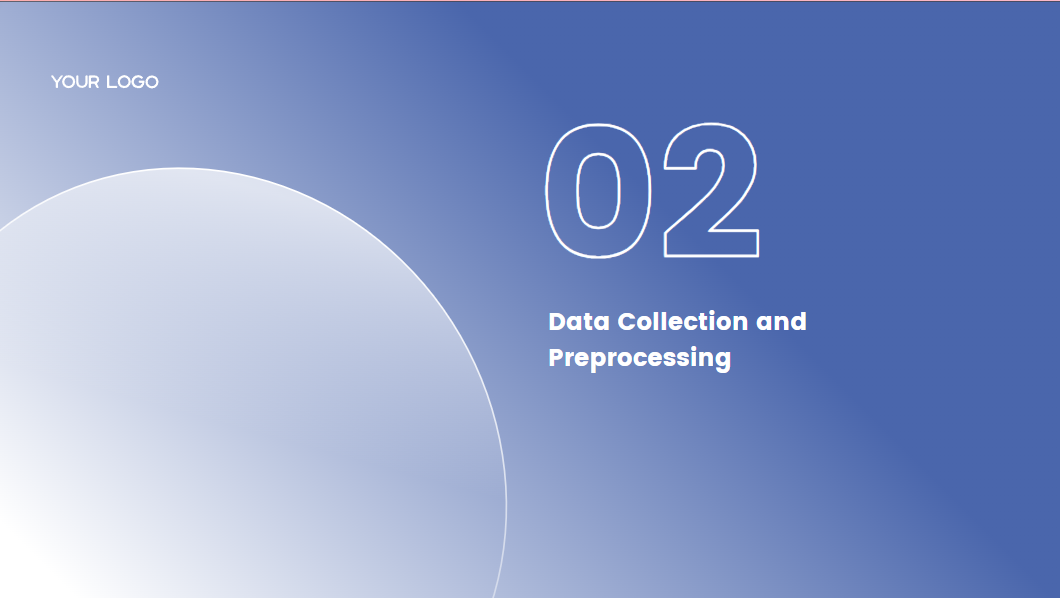 YOUR LOGO
02
Data Collection and
Preprocessing